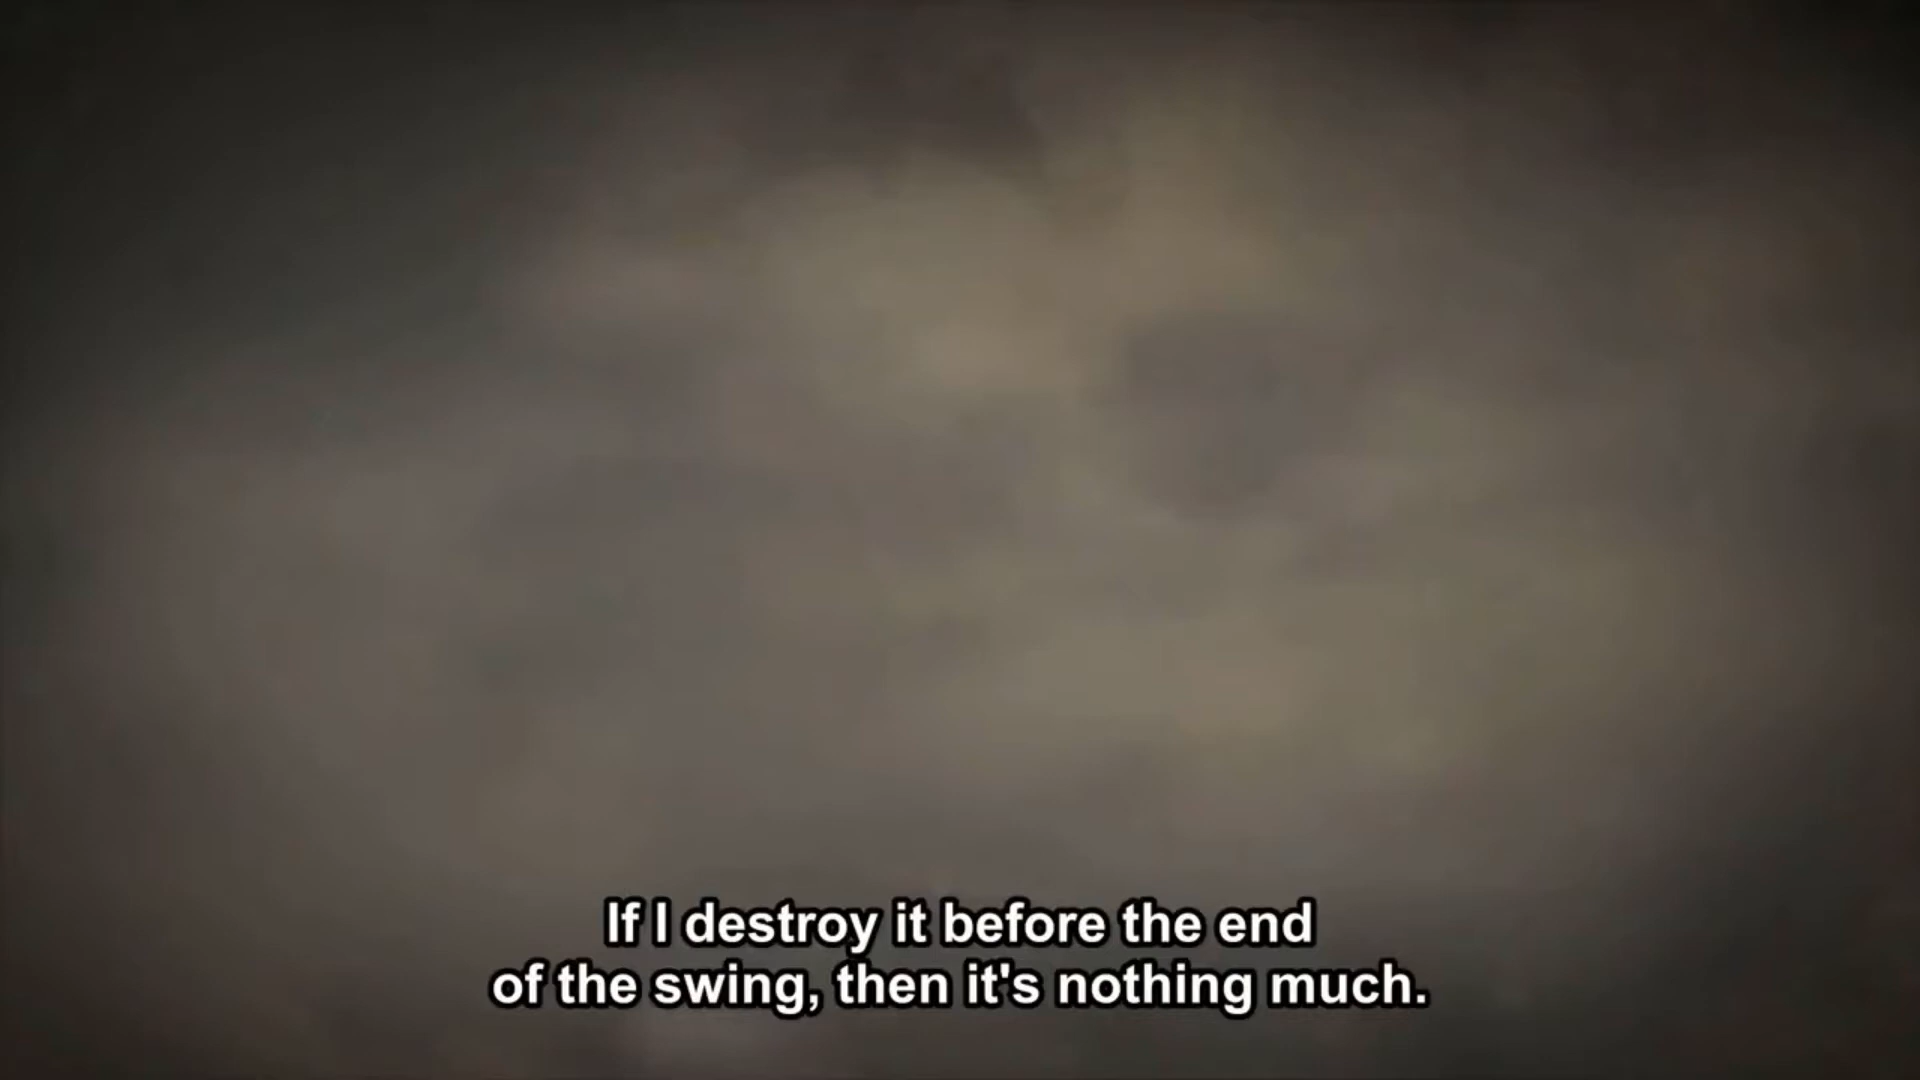 If I destroy it before the end
of the swing, then it's nothing much.